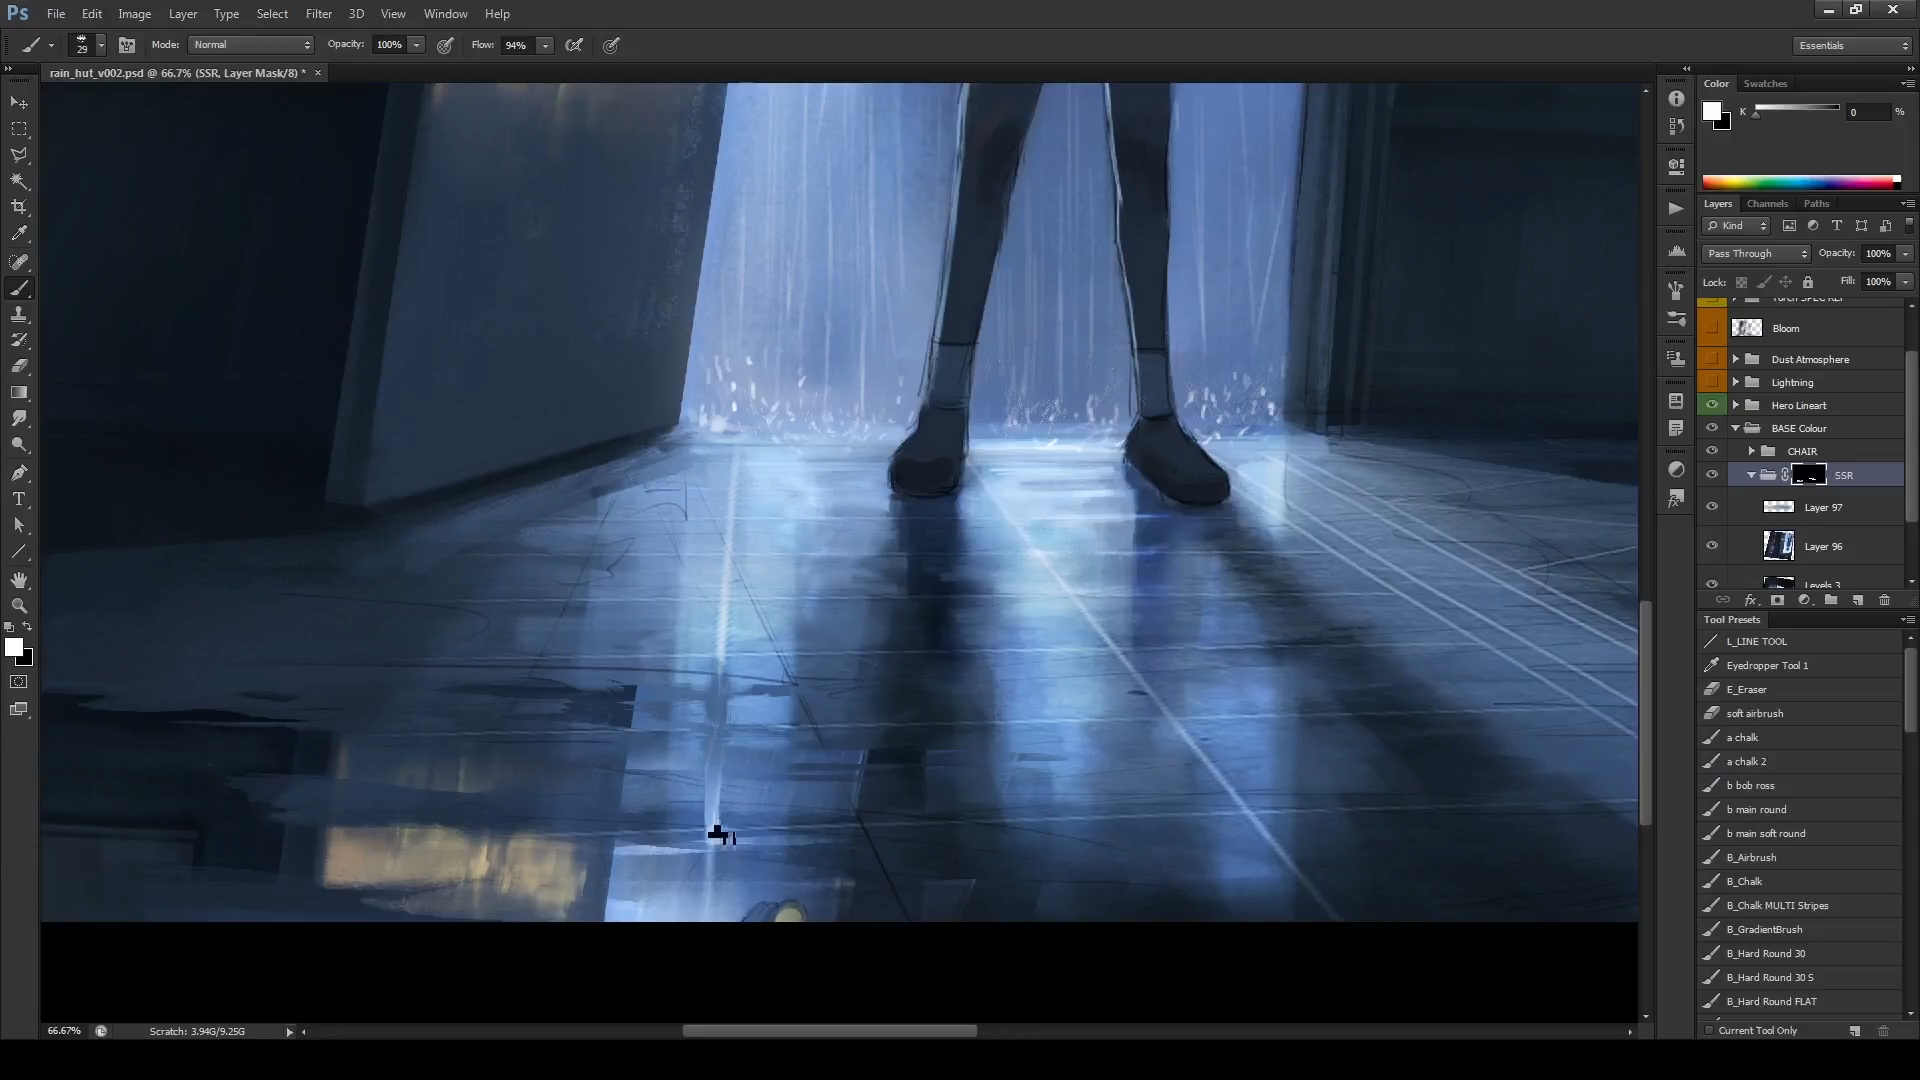 Ps File Edit Image Layer Type Select Filter 3D View Window Help
29 Mode: Normal Opacity: 100% Flow: 94% Essentials
rain_hut_v002.psd @ 66.7% (SSR, Layer Mask/8) * ×
Color Swatches
K 0 %
Layers Channels Paths
Kind
Pass Through Opacity: 100%
Lock: Fill: 100%
Bloom
Dust Atmosphere
Lightning
Hero Lineart
BASE Colour
CHAIR
SSR
Layer 97
Layer 96
Levels 3
fx
Tool Presets
L_LINE TOOL
Eyedropper Tool 1
E_Eraser
soft airbrush
a chalk
a chalk 2
b bob ross
b main round
b main soft round
B_Airbrush
B_Chalk
B_Chalk MULTI Stripes
B_GradientBrush
B_Hard Round 30
B_Hard Round 30 S
B_Hard Round FLAT
Current Tool Only
66.67% Scratch: 3.94G/9.25G